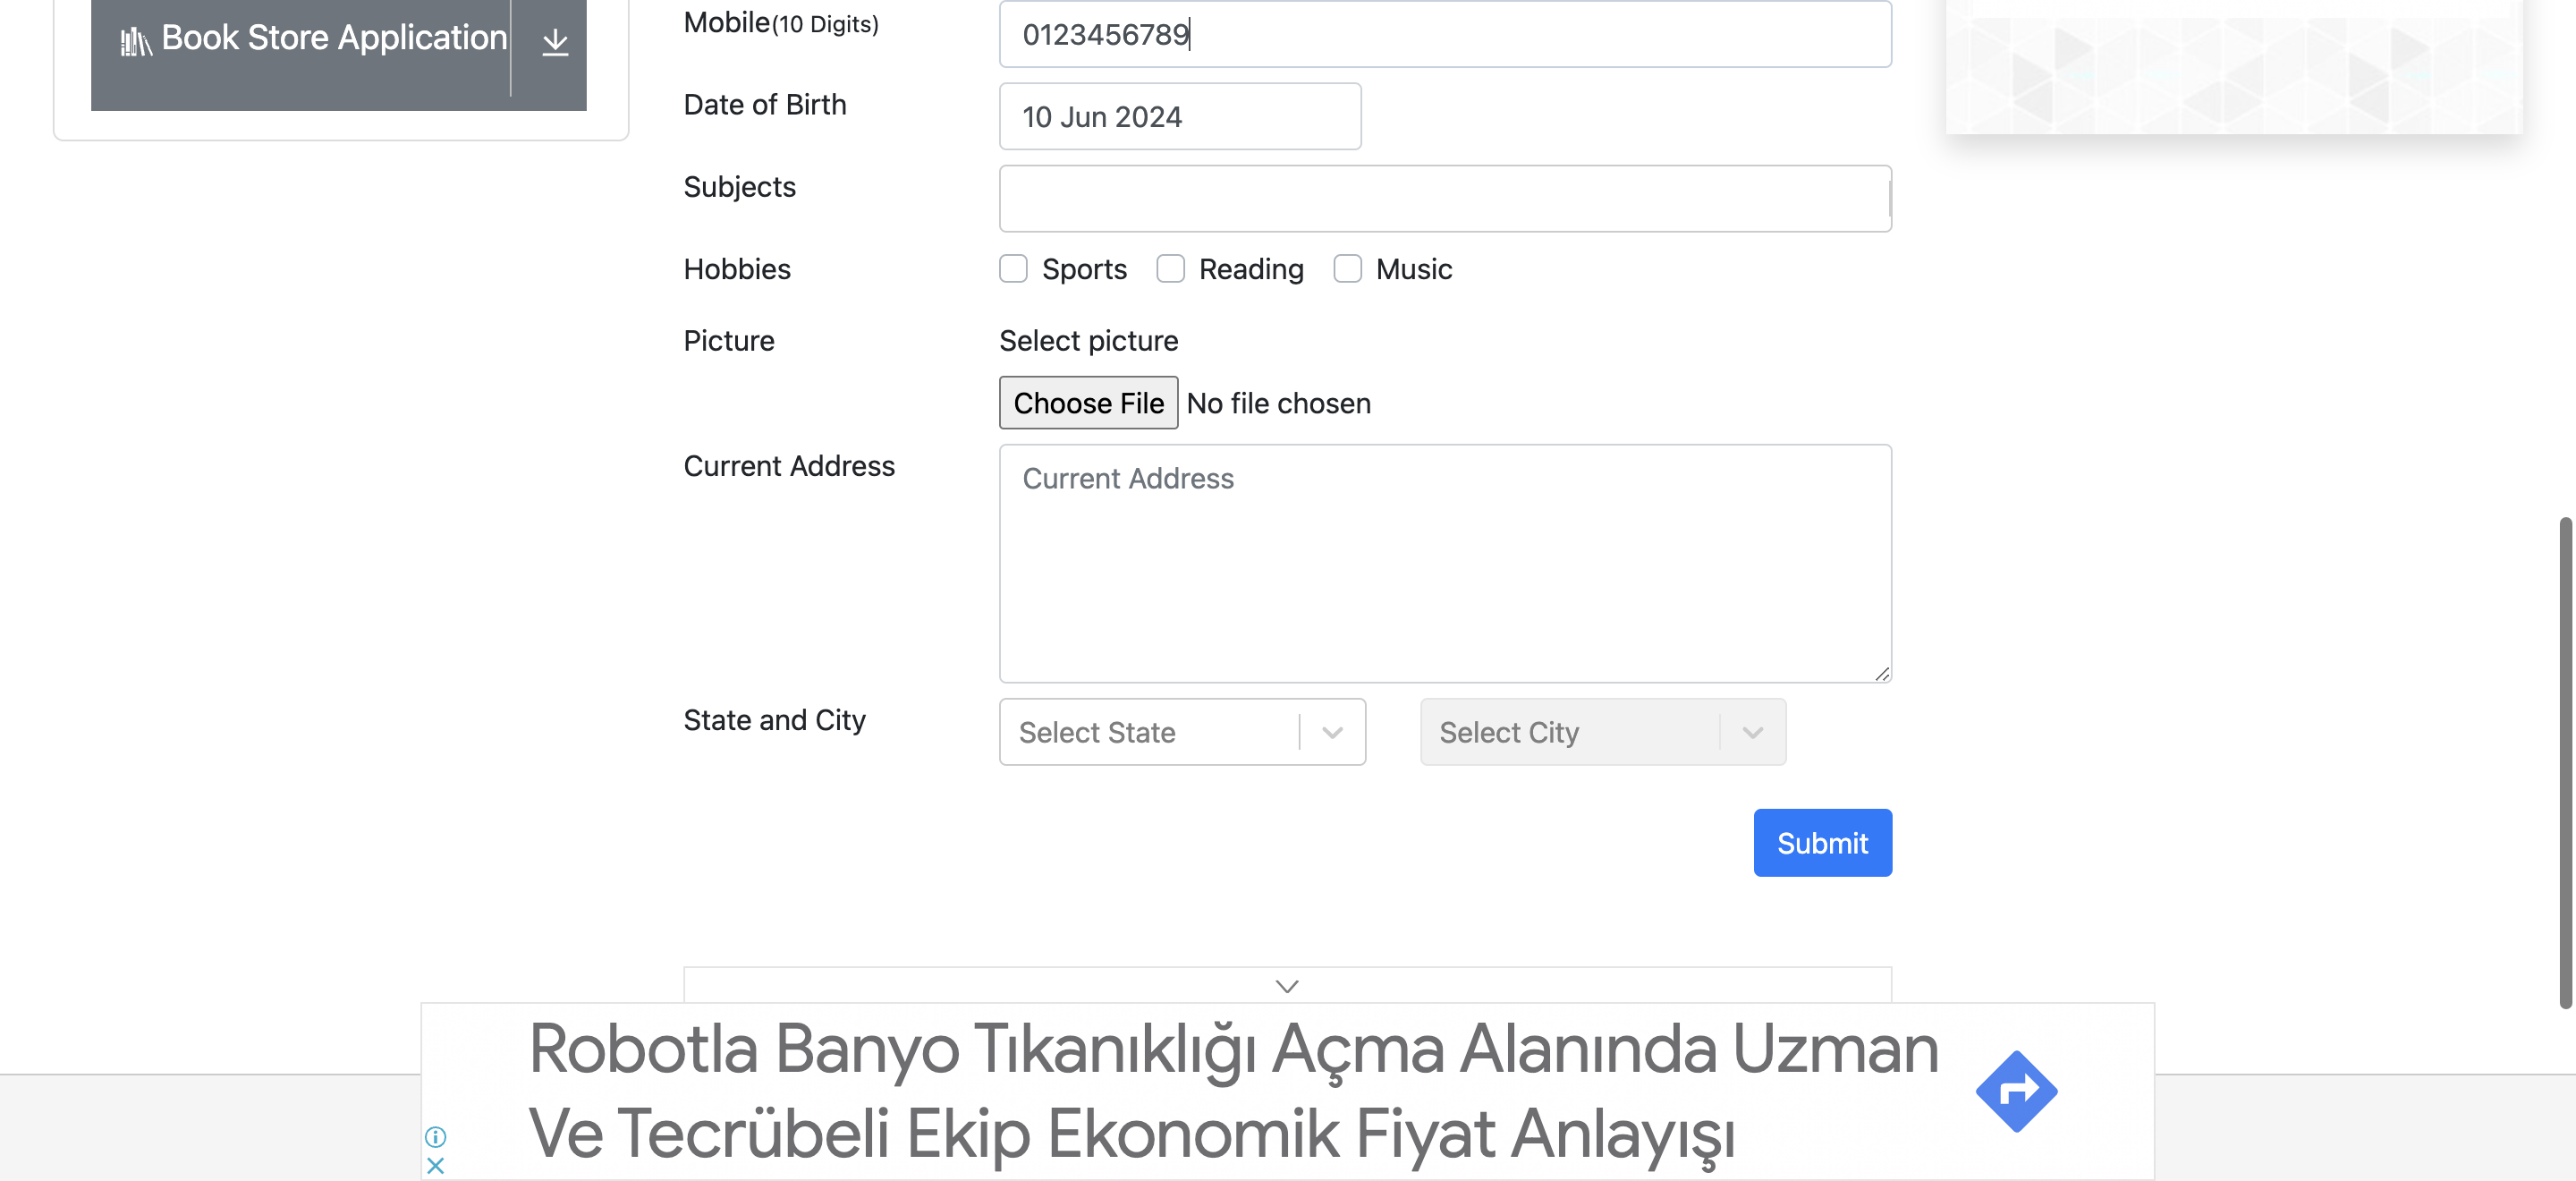 Book Store Application
Mobile(10 Digits)
0123456789
Date of Birth
10 Jun 2024
Subjects
Hobbies
Sports
Reading
Music
Picture
Select picture
Choose File No file chosen
Current Address
Current Address
State and City
Select State
Select City
Submit
Robotla Banyo Tıkanıklığı Açma Alanında Uzman
Ve Tecrübeli Ekip Ekonomik Fiyat Anlayışı